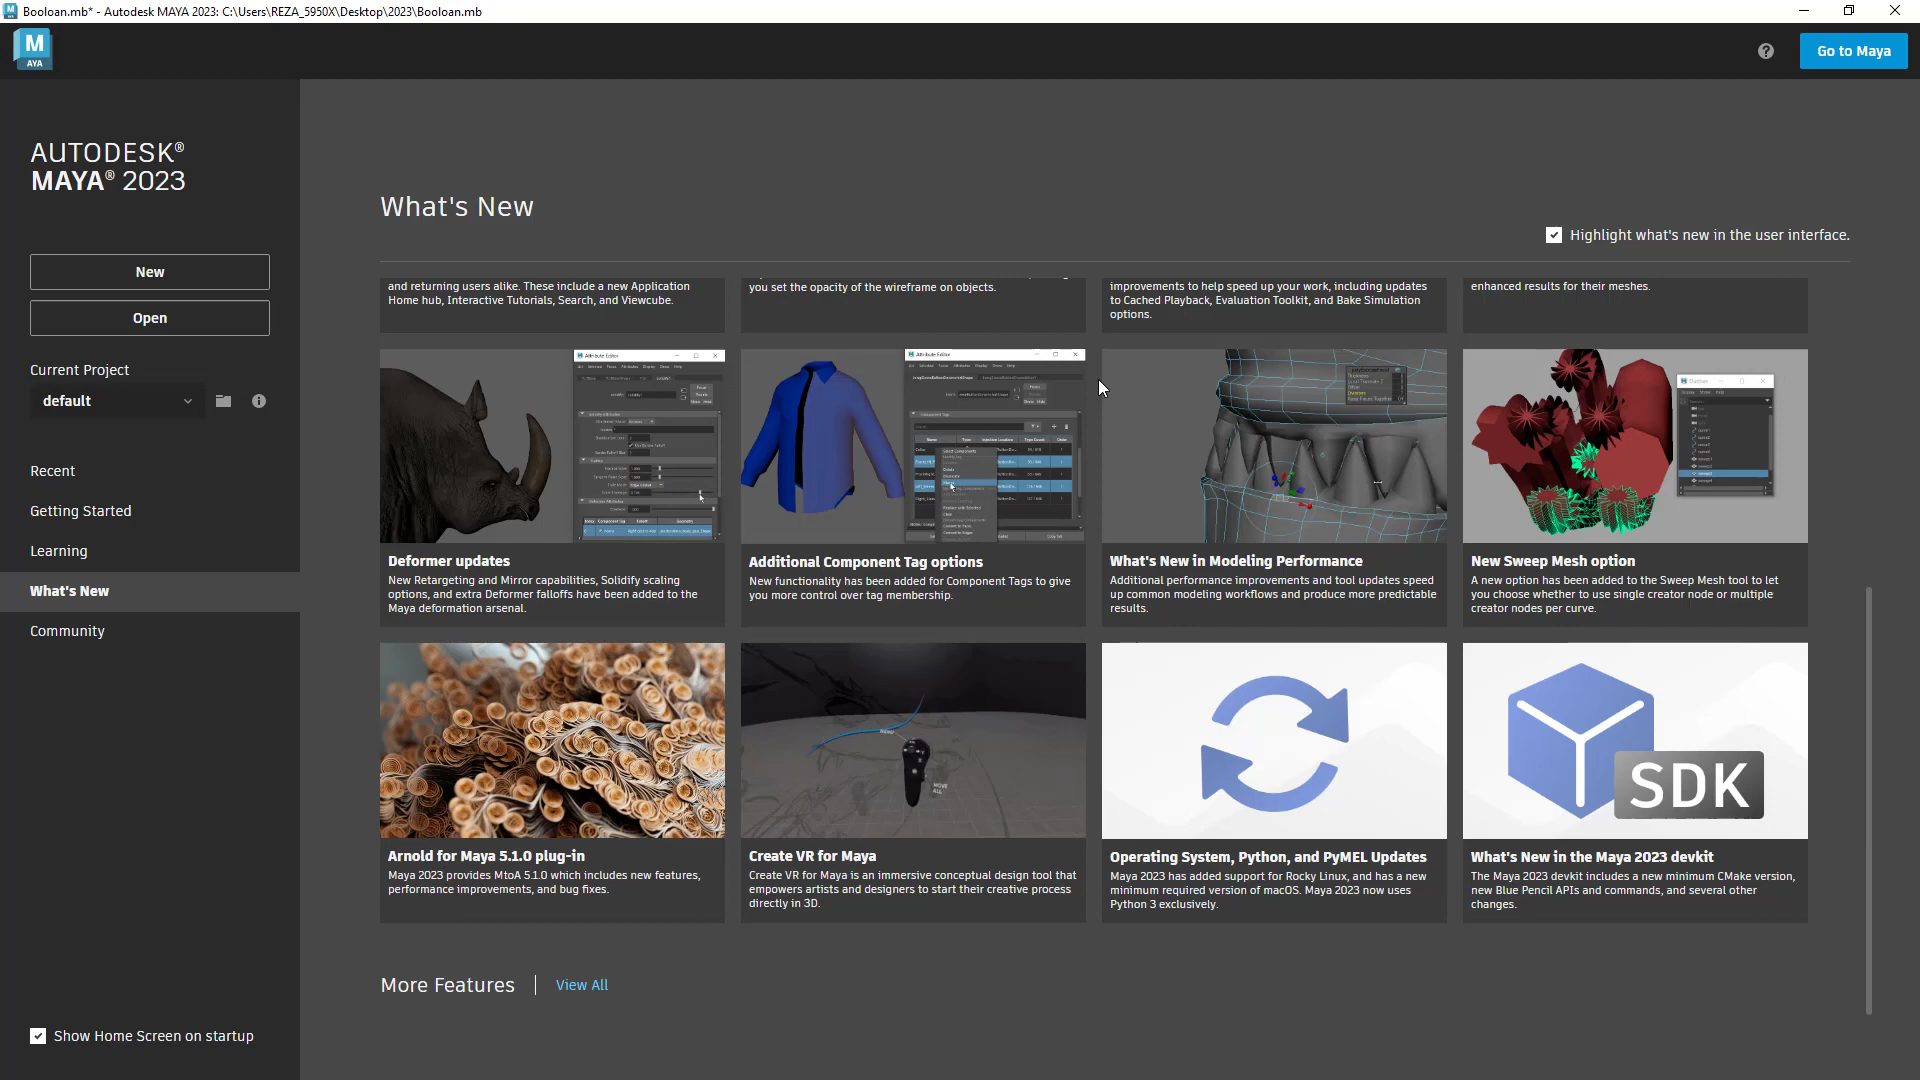 Booloan.mb* - Autodesk MAYA 2023: C:\Users\REZA_5950X\Desktop\2023\Booloan.mb
M
AYA
Go to Maya
AUTODESK®
MAYA® 2023
New
Open
Current Project
default
Recent
Getting Started
Learning
What's New
Community
Show Home Screen on startup
What's New
Highlight what's new in the user interface.
and returning users alike. These include a new Application
Home hub, Interactive Tutorials, Search, and Viewcube.
you set the opacity of the wireframe on objects.
improvements to help speed up your work, including updates
to Cached Playback, Evaluation Toolkit, and Bake Simulation
options.
enhanced results for their meshes.
Attribute Editor
Attribute Editor
Deformer updates
New Retargeting and Mirror capabilities, Solidify scaling
options, and extra Deformer falloffs have been added to the
Maya deformation arsenal.
Additional Component Tag options
New functionality has been added for Component Tags to give
you more control over tag membership.
What's New in Modeling Performance
Additional performance improvements and tool updates speed
up common modeling workflows and produce more predictable
results.
New Sweep Mesh option
A new option has been added to the Sweep Mesh tool to let
you choose whether to use single creator node or multiple
creator nodes per curve.
MOVE
ALL
SDK
Arnold for Maya 5.1.0 plug-in
Maya 2023 provides MtoA 5.1.0 which includes new features,
performance improvements, and bug fixes.
Create VR for Maya
Create VR for Maya is an immersive conceptual design tool that
empowers artists and designers to start their creative process
directly in 3D.
Operating System, Python, and PyMEL Updates
Maya 2023 has added support for Rocky Linux, and has a new
minimum required version of macOS. Maya 2023 now uses
Python 3 exclusively.
What's New in the Maya 2023 devkit
The Maya 2023 devkit includes a new minimum CMake version,
new Blue Pencil APIs and commands, and several other
changes.
More Features
View All